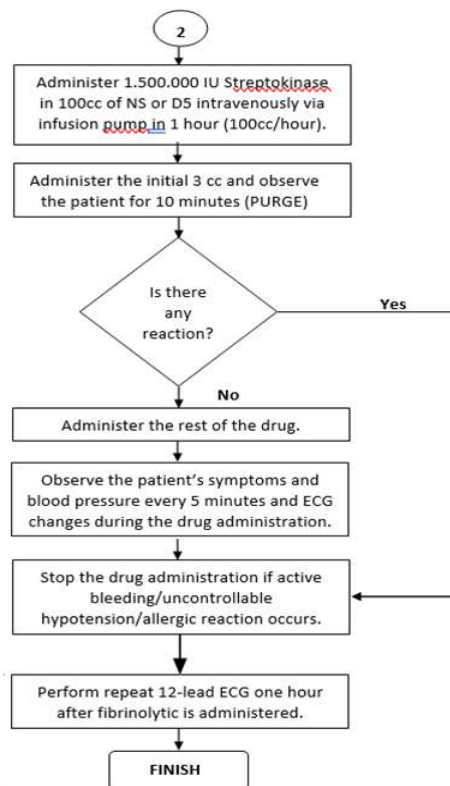 2
Administer 1.500.000 IU Streptokinase
in 100cc of NS or D5 intravenously via
infusion pump in 1 hour (100cc/hour).
Administer the initial 3 cc and observe
the patient for 10 minutes (PURGE)
Is there
any
reaction?
Yes
No
Administer the rest of the drug.
Observe the patient’s symptoms and
blood pressure every 5 minutes and ECG
changes during the drug administration.
Stop the drug administration if active
bleeding/uncontrollable
hypotension/allergic reaction occurs.
Perform repeat 12-lead ECG one hour
after fibrinolytic is administered.
FINISH